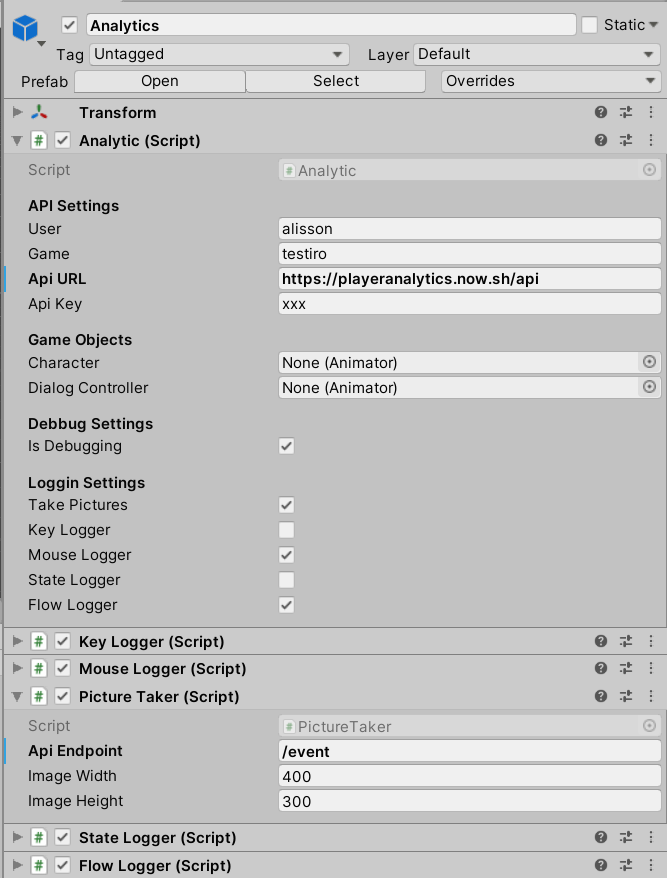 Analytics Static
Tag Untagged Layer Default
Prefab Open Select Overrides
Transform
# Analytic (Script)
Script # Analytic
API Settings
User alisson
Game testiro
Api URL https://playeranalytics.now.sh/api
Api Key xxx
Game Objects
Character None (Animator)
Dialog Controller None (Animator)
Debbug Settings
Is Debugging
Loggin Settings
Take Pictures
Key Logger
Mouse Logger
State Logger
Flow Logger
# Key Logger (Script)
# Mouse Logger (Script)
# Picture Taker (Script)
Script # PictureTaker
Api Endpoint /event
Image Width 400
Image Height 300
# State Logger (Script)
# Flow Logger (Script)